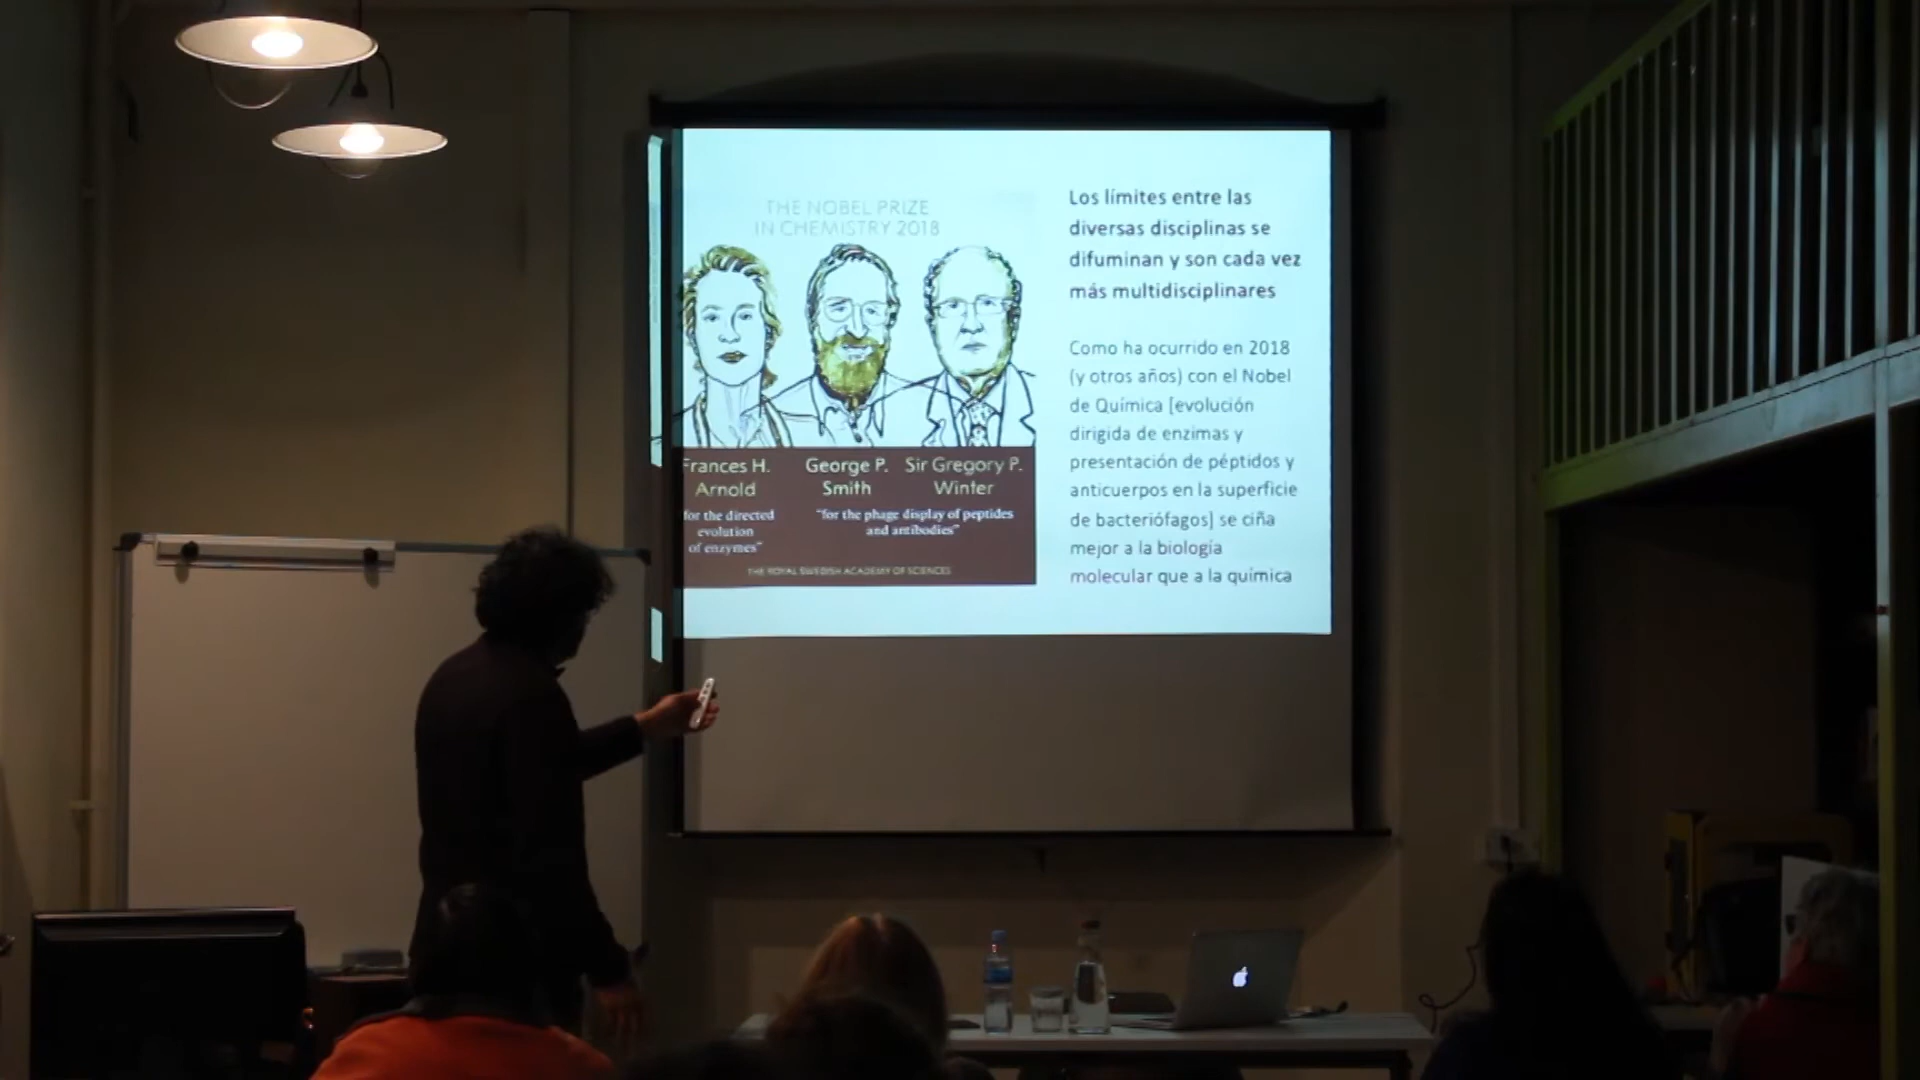 THE NOBEL PRIZE
IN CHEMISTRY 2018
Frances H.
Arnold
George P.
Smith
Sir Gregory P.
Winter
for the directed
evolution
of enzymes"
"for the phage display of peptides
and antibodies"
THE ROYAL SWEDISH ACADEMY OF SCIENCES
Los límites entre las
diversas disciplinas se
difuminan y son cada vez
más multidisciplinares
Como ha ocurrido en 2018
(y otros años) con el Nobel
de Química [evolución
dirigida de enzimas y
presentación de péptidos y
anticuerpos en la superficie
de bacteriófagos] se ciña
mejor a la biología
molecular que a la química